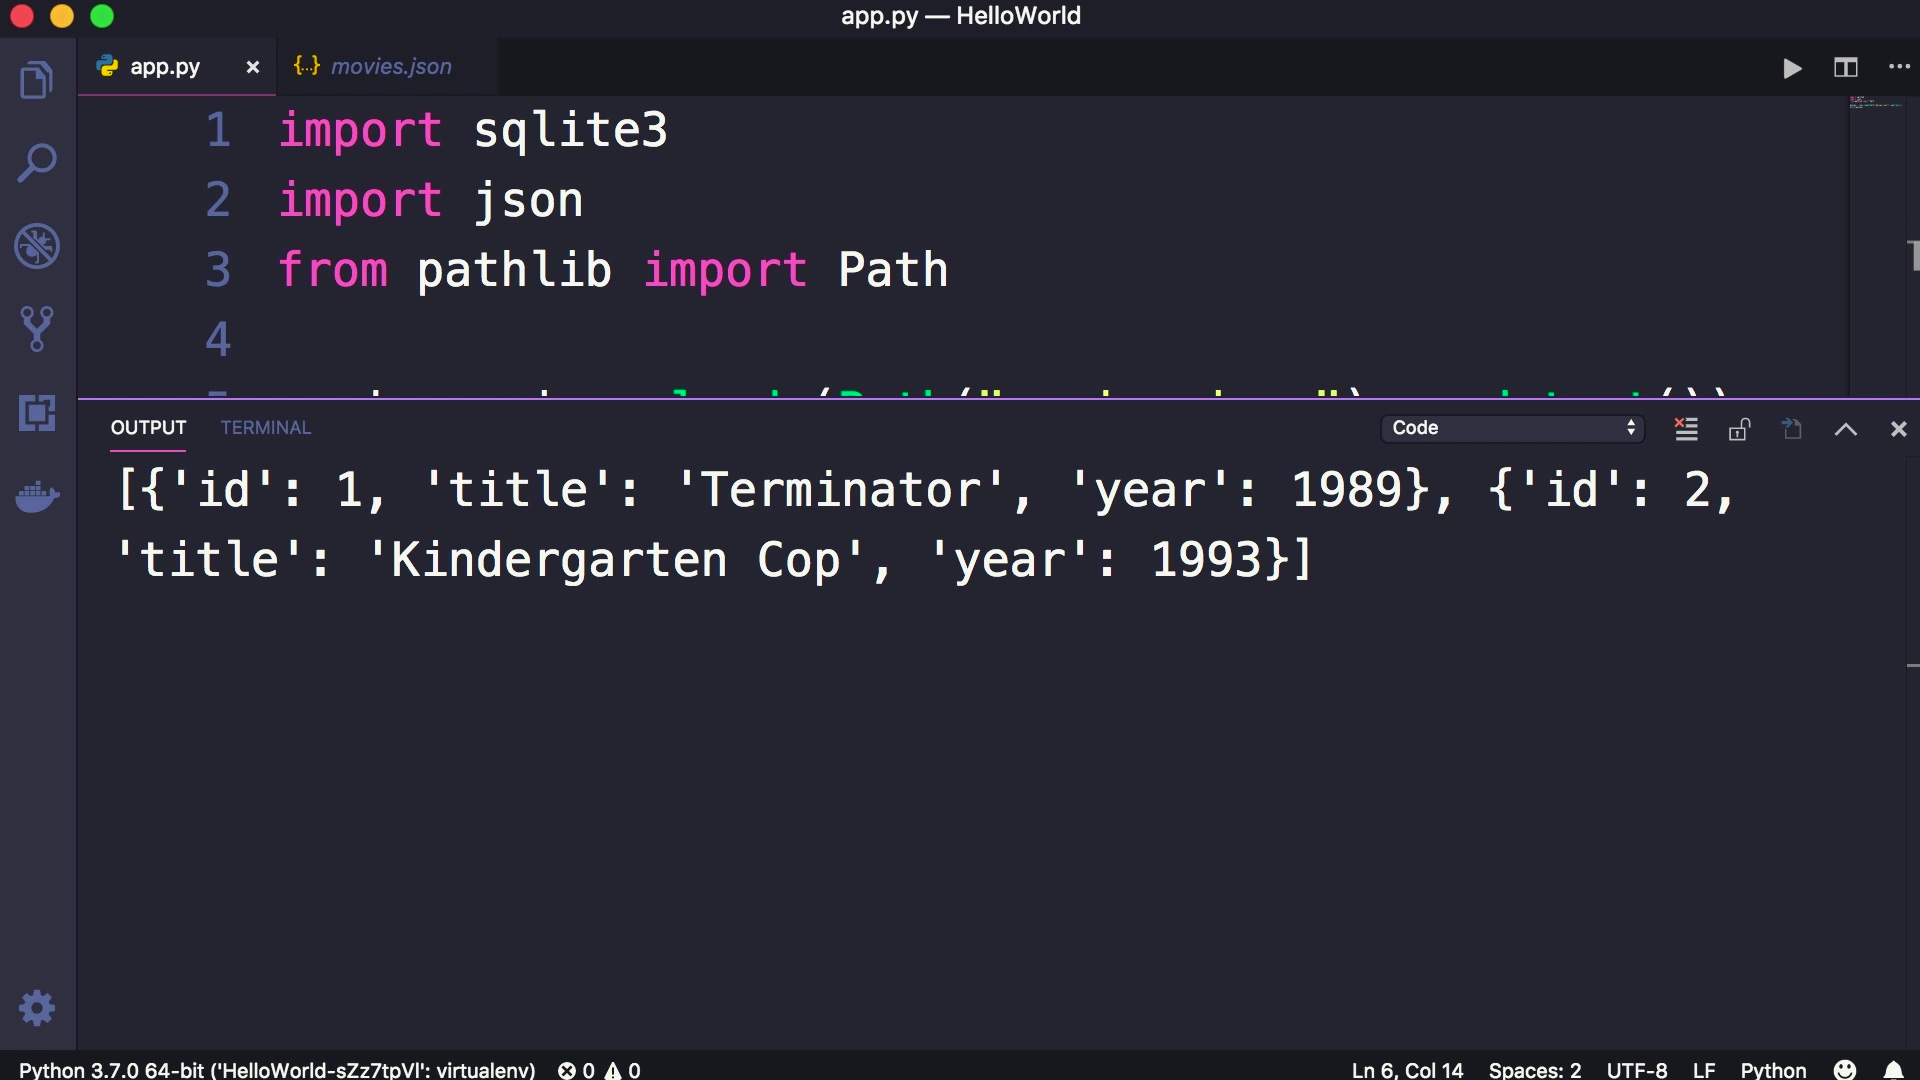 app.py — HelloWorld
app.py
{..} movies.json
1 import sqlite3
2 import json
3 from pathlib import Path
4
OUTPUT TERMINAL
Code
[{'id': 1, 'title': 'Terminator', 'year': 1989}, {'id': 2,
'title': 'Kindergarten Cop', 'year': 1993}]
Python 3.7.0 64-bit ('HelloWorld-sZz7tpVl': virtualenv) 0 0 Ln 6, Col 14 Spaces: 2 UTF-8 LF Python